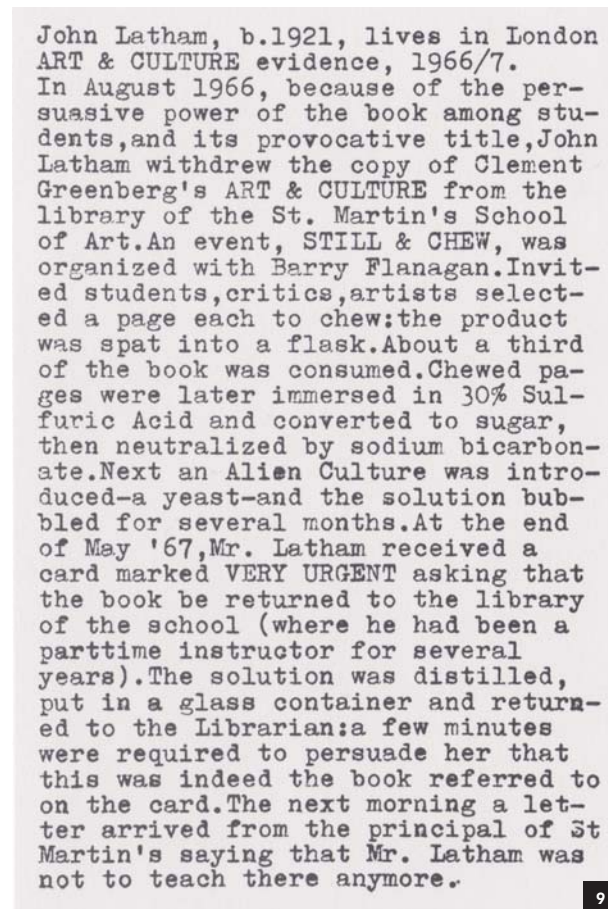 John Latham, b.1921, lives in London
ART & CULTURE evidence, 1966/7.
In August 1966, because of the per-
suasive power of the book among stu-
dents,and its provocative title,John
Latham withdrew the copy of Clement
Greenberg's ART & CULTURE from the
library of the St. Martin's School
of Art.An event, STILL & CHEW, was
organized with Barry Flanagan.Invit-
ed students,critics,artists select-
ed a page each to chew:the product
was spat into a flask.About a third
of the book was consumed.Chewed pa-
ges were later immersed in 30% Sul-
furic Acid and converted to sugar,
then neutralized by sodium bicarbon-
ate.Next an Alien Culture was intro-
duced-a yeast-and the solution bub-
bled for several months.At the end
of May '67,Mr. Latham received a
card marked VERY URGENT asking that
the book be returned to the library
of the school (where he had been a
parttime instructor for several
years).The solution was distilled,
put in a glass container and return-
ed to the Librarian:a few minutes
were required to persuade her that
this was indeed the book referred to
on the card.The next morning a let-
ter arrived from the principal of St
Martin's saying that Mr. Latham was
not to teach there anymore.
9